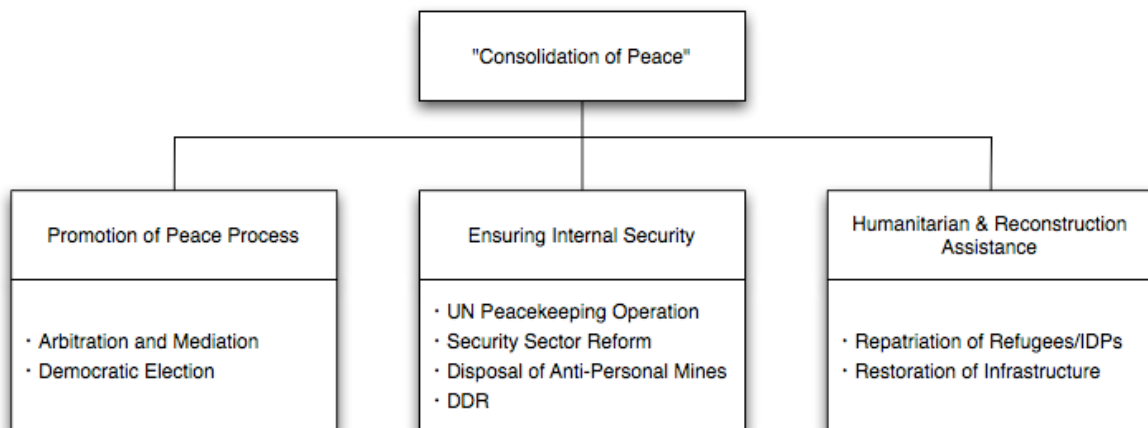 "Consolidation of Peace"
Promotion of Peace Process
・Arbitration and Mediation
・Democratic Election
Ensuring Internal Security
・UN Peacekeeping Operation
・Security Sector Reform
・Disposal of Anti-Personal Mines
・DDR
Humanitarian & Reconstruction
Assistance
・Repatriation of Refugees/IDPs
・Restoration of Infrastructure